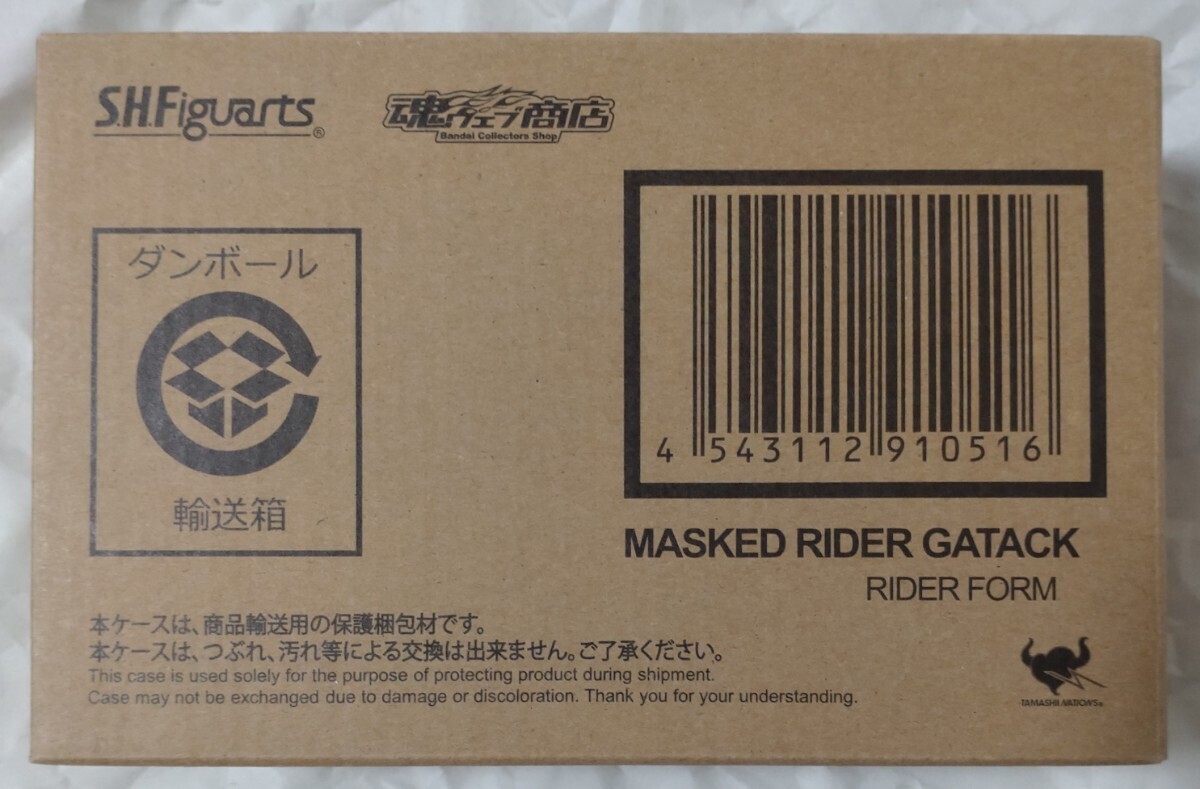 S.H.Figuarts®
魂ウェブ商店
Bandai Collectors Shop
ダンボール
輸送箱
4 543112 910516
MASKED RIDER GATACK
RIDER FORM
本ケースは、商品輸送用の保護梱包材です。
本ケースは、つぶれ、汚れ等による交換は出来ません。ご了承ください。
This case is used solely for the purpose of protecting product during shipment.
Case may not be exchanged due to damage or discoloration. Thank you for your understanding.
TAMASHII NATIONS